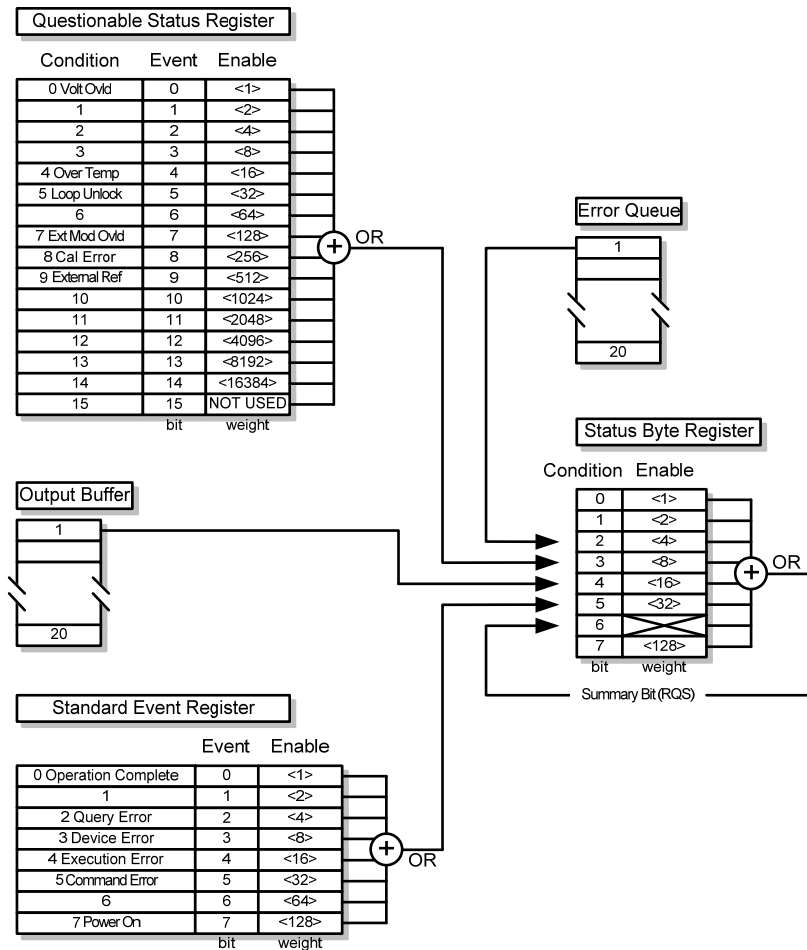 Questionable Status Register
Condition Event Enable
0 Volt Ovld 0 <1>
1 1 <2>
2 2 <4>
3 3 <8>
4 Over Temp 4 <16>
5 Loop Unlock 5 <32>
6 6 <64>
7 Ext Mod Ovld 7 <128>
8 Cal Error 8 <256>
9 External Ref 9 <512>
10 10 <1024>
11 11 <2048>
12 12 <4096>
13 13 <8192>
14 14 <16384>
15 15 NOT USED
bit weight
+ OR
Error Queue
1
20
Status Byte Register
Condition Enable
0 <1>
1 <2>
2 <4>
3 <8>
4 <16>
5 <32>
6
7 <128>
bit weight
+ OR
Summary Bit (RQS)
Output Buffer
1
20
Standard Event Register
Event Enable
0 Operation Complete 0 <1>
1 1 <2>
2 Query Error 2 <4>
3 Device Error 3 <8>
4 Execution Error 4 <16>
5 Command Error 5 <32>
6 6 <64>
7 Power On 7 <128>
bit weight
+ OR